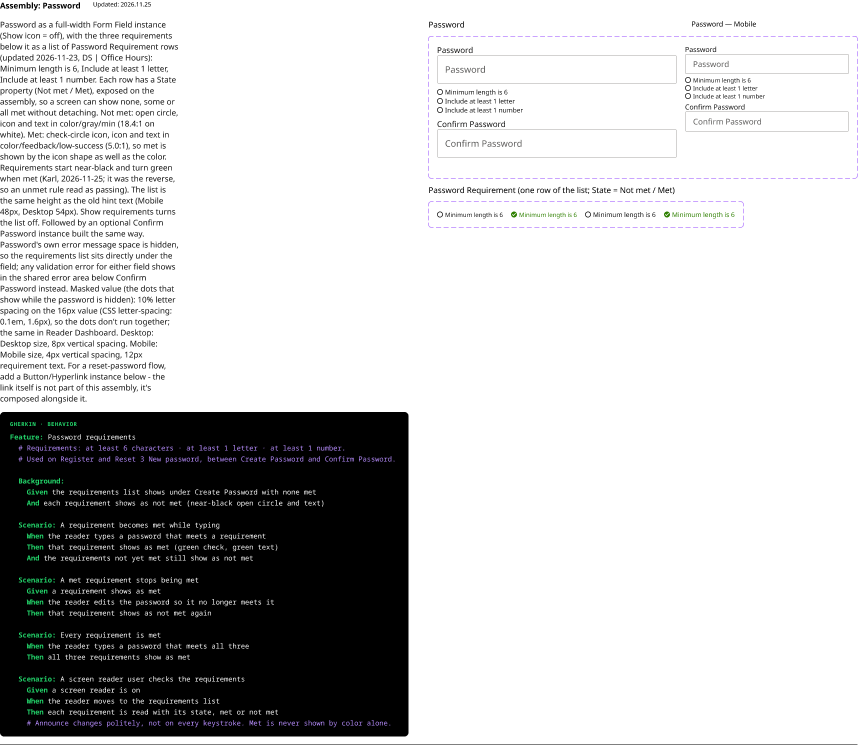 Assembly: Password
Updated: 2026.11.25
Password as a full-width Form Field instance
(Show icon = off), with the three requirements
below it as a list of Password Requirement rows
(updated 2026-11-23, DS | Office Hours):
Minimum length is 6, Include at least 1 letter,
Include at least 1 number. Each row has a State
property (Not met / Met), exposed on the
assembly, so a screen can show none, some or
all met without detaching. Not met: open circle,
icon and text in color/gray/min (18.4:1 on
white). Met: check-circle icon, icon and text in
color/feedback/low-success (5.0:1), so met is
shown by the icon shape as well as the color.
Requirements start near-black and turn green
when met (Karl, 2026-11-25; it was the reverse,
so an unmet rule read as passing). The list is
the same height as the old hint text (Mobile
48px, Desktop 54px). Show requirements turns
the list off. Followed by an optional Confirm
Password instance built the same way.
Password's own error message space is hidden,
so the requirements list sits directly under the
field; any validation error for either field shows
in the shared error area below Confirm
Password instead. Masked value (the dots that
show while the password is hidden): 10% letter
spacing on the 16px value (CSS letter-spacing:
0.1em, 1.6px), so the dots don't run together;
the same in Reader Dashboard. Desktop:
Desktop size, 8px vertical spacing. Mobile:
Mobile size, 4px vertical spacing, 12px
requirement text. For a reset-password flow,
add a Button/Hyperlink instance below - the
link itself is not part of this assembly, it's
composed alongside it.
GHERKIN · BEHAVIOR
Feature: Password requirements
# Requirements: at least 6 characters · at least 1 letter · at least 1 number.
# Used on Register and Reset 3 New password, between Create Password and Confirm Password.
Background:
Given the requirements list shows under Create Password with none met
And each requirement shows as not met (near-black open circle and text)
Scenario: A requirement becomes met while typing
When the reader types a password that meets a requirement
Then that requirement shows as met (green check, green text)
And the requirements not yet met still show as not met
Scenario: A met requirement stops being met
Given a requirement shows as met
When the reader edits the password so it no longer meets it
Then that requirement shows as not met again
Scenario: Every requirement is met
When the reader types a password that meets all three
Then all three requirements show as met
Scenario: A screen reader user checks the requirements
Given a screen reader is on
When the reader moves to the requirements list
Then each requirement is read with its state, met or not met
# Announce changes politely, not on every keystroke. Met is never shown by color alone.
Password
Password
Password
Minimum length is 6
Include at least 1 letter
Include at least 1 number
Confirm Password
Confirm Password
Password — Mobile
Password
Password
Minimum length is 6
Include at least 1 letter
Include at least 1 number
Confirm Password
Confirm Password
Password Requirement (one row of the list; State = Not met / Met)
Minimum length is 6
Minimum length is 6
Minimum length is 6
Minimum length is 6